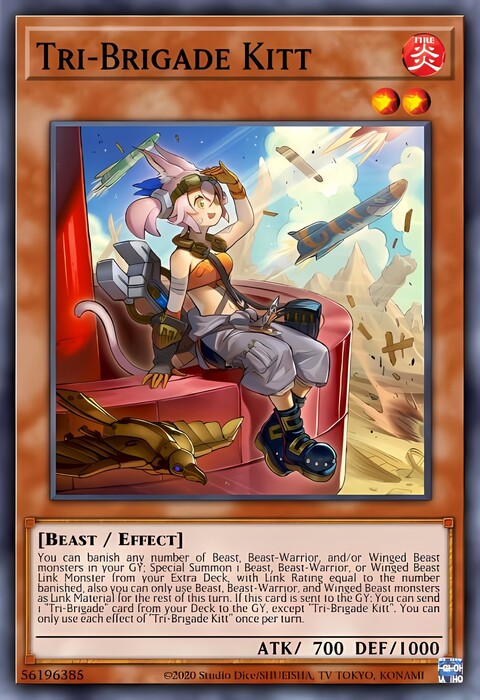 TRI-BRIGADE KITT
FIRE
炎
[BEAST / EFFECT]
You can banish any number of Beast, Beast-Warrior, and/or Winged Beast
monsters in your GY; Special Summon 1 Beast, Beast-Warrior, or Winged Beast
Link Monster from your Extra Deck, with Link Rating equal to the number
banished, also you can only use Beast, Beast-Warrior, and Winged Beast monsters
as Link Material for the rest of this turn. If this card is sent to the GY: You can send
1 "Tri-Brigade" card from your Deck to the GY, except "Tri-Brigade Kitt". You can
only use each effect of "Tri-Brigade Kitt" once per turn.
ATK/ 700 DEF/1000
56196385
©2020 Studio Dice/SHUEISHA, TV TOKYO, KONAMI